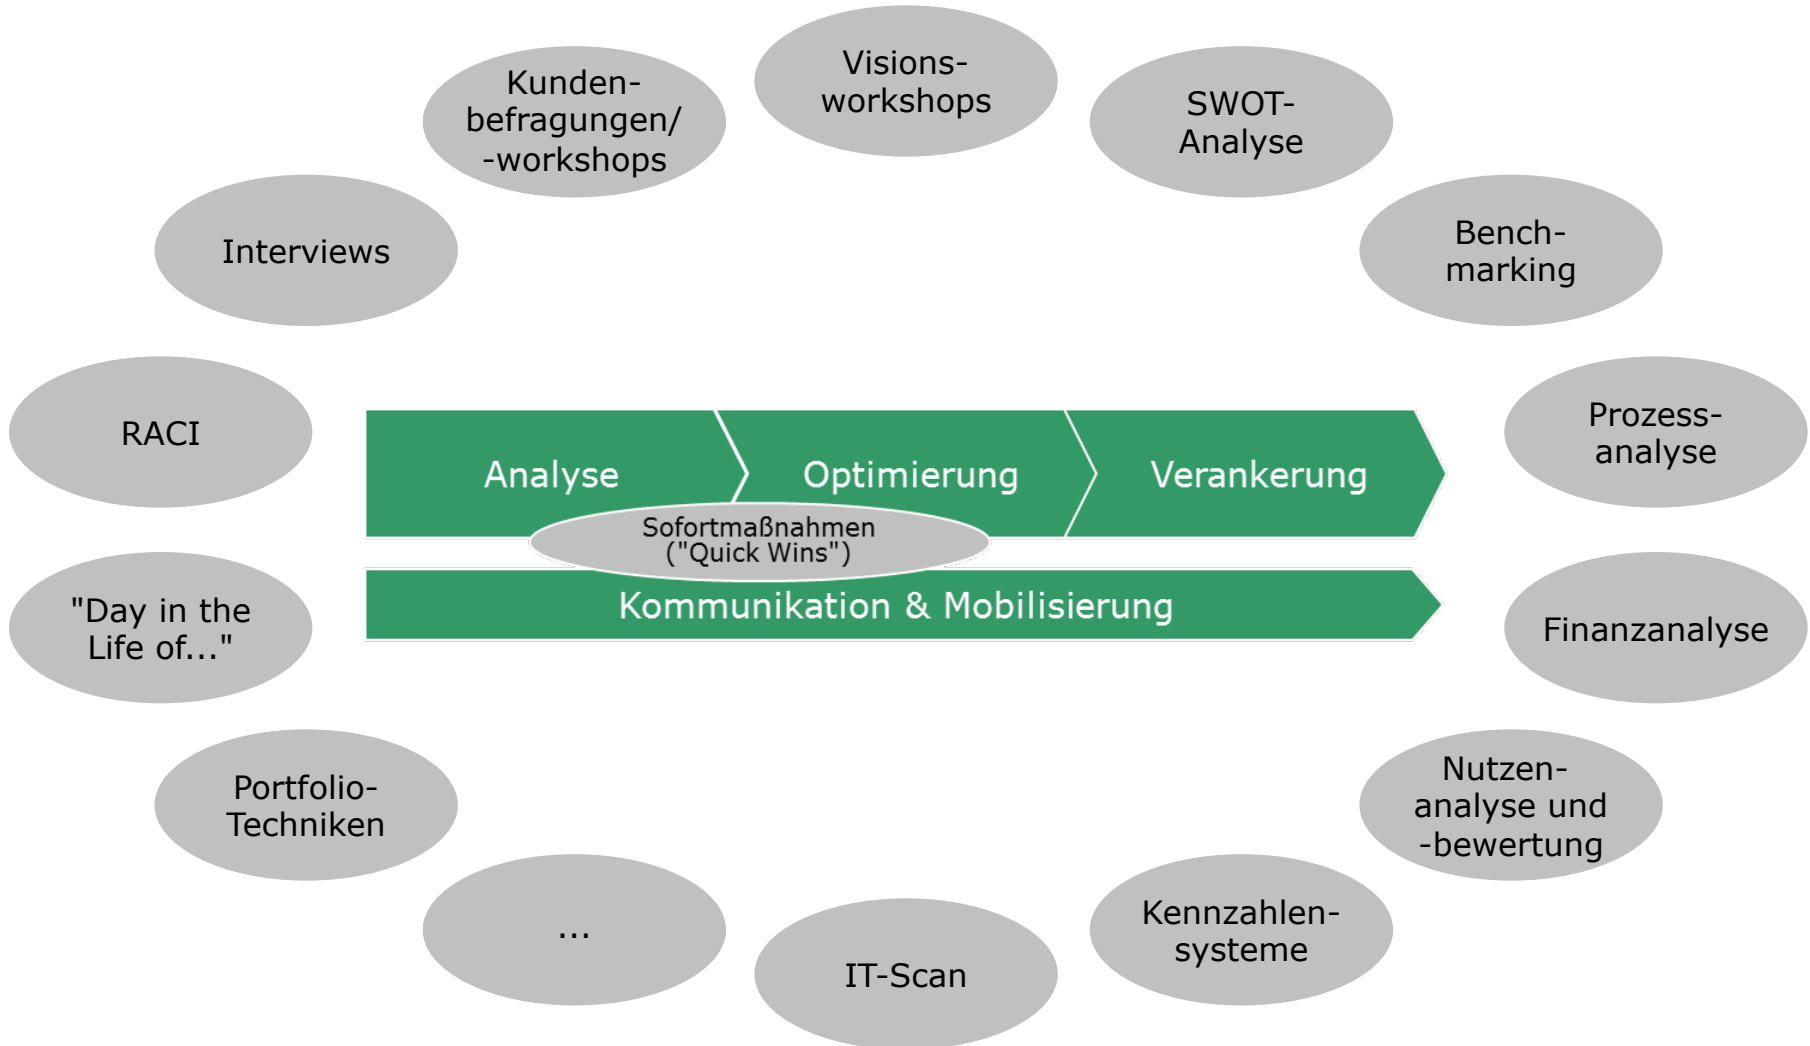 Visions-
workshops
Kunden-
befragungen/
-workshops
SWOT-
Analyse
Interviews
Bench-
marking
RACI
Prozess-
analyse
Analyse
Optimierung
Verankerung
Sofortmaßnahmen
("Quick Wins")
Kommunikation & Mobilisierung
"Day in the
Life of..."
Finanzanalyse
Portfolio-
Techniken
Nutzen-
analyse und
-bewertung
...
Kennzahlen-
systeme
IT-Scan